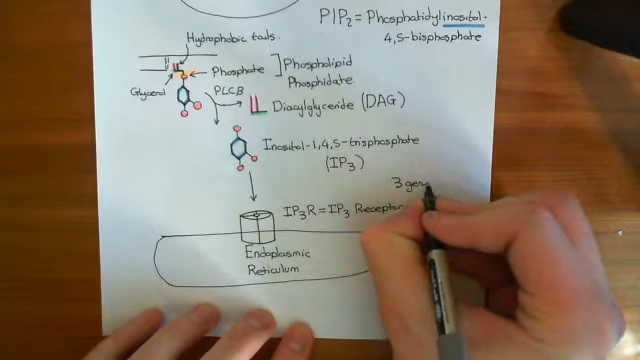 PIP₂ = Phosphatidylinositol-
4,5-bisphosphate
Hydrophobic tails.
Phosphate
Phospholipid
Phosphidate.
Glycerol
PLCβ
Diacylglyceride (DAG)
Inositol-1,4,5-trisphosphate
(IP₃)
3 gen
IP₃R = IP₃ Receptor
Endoplasmic
Reticulum